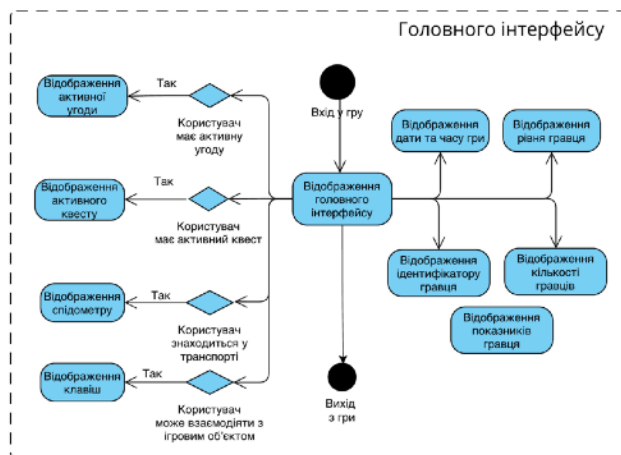 Головного інтерфейсу
Відображення
активної
угоди
Так
Користувач
має активну
угоду
Вхід у гру
Відображення
дати та часу гри
Відображення
рівня гравця
Відображення
активного
квесту
Так
Користувач
має активний квест
Відображення
головного
інтерфейсу
Відображення
ідентифікатору
гравця
Відображення
кількості
гравців
Відображення
спідометру
Так
Користувач
знаходиться у
транспорті
Відображення
показників
гравця
Відображення
клавіш
Так
Користувач
може взаємодіяти з
ігровим об'єктом
Вихід
з гри